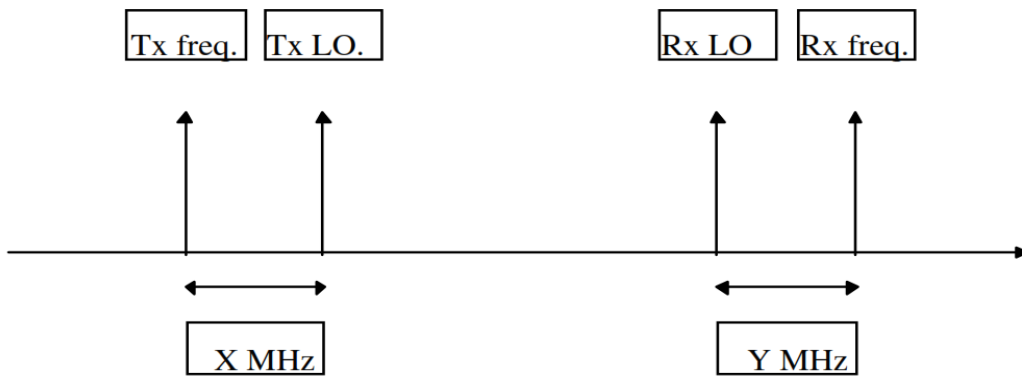 Tx freq.
Tx LO.
Rx LO
Rx freq.
X MHz
Y MHz